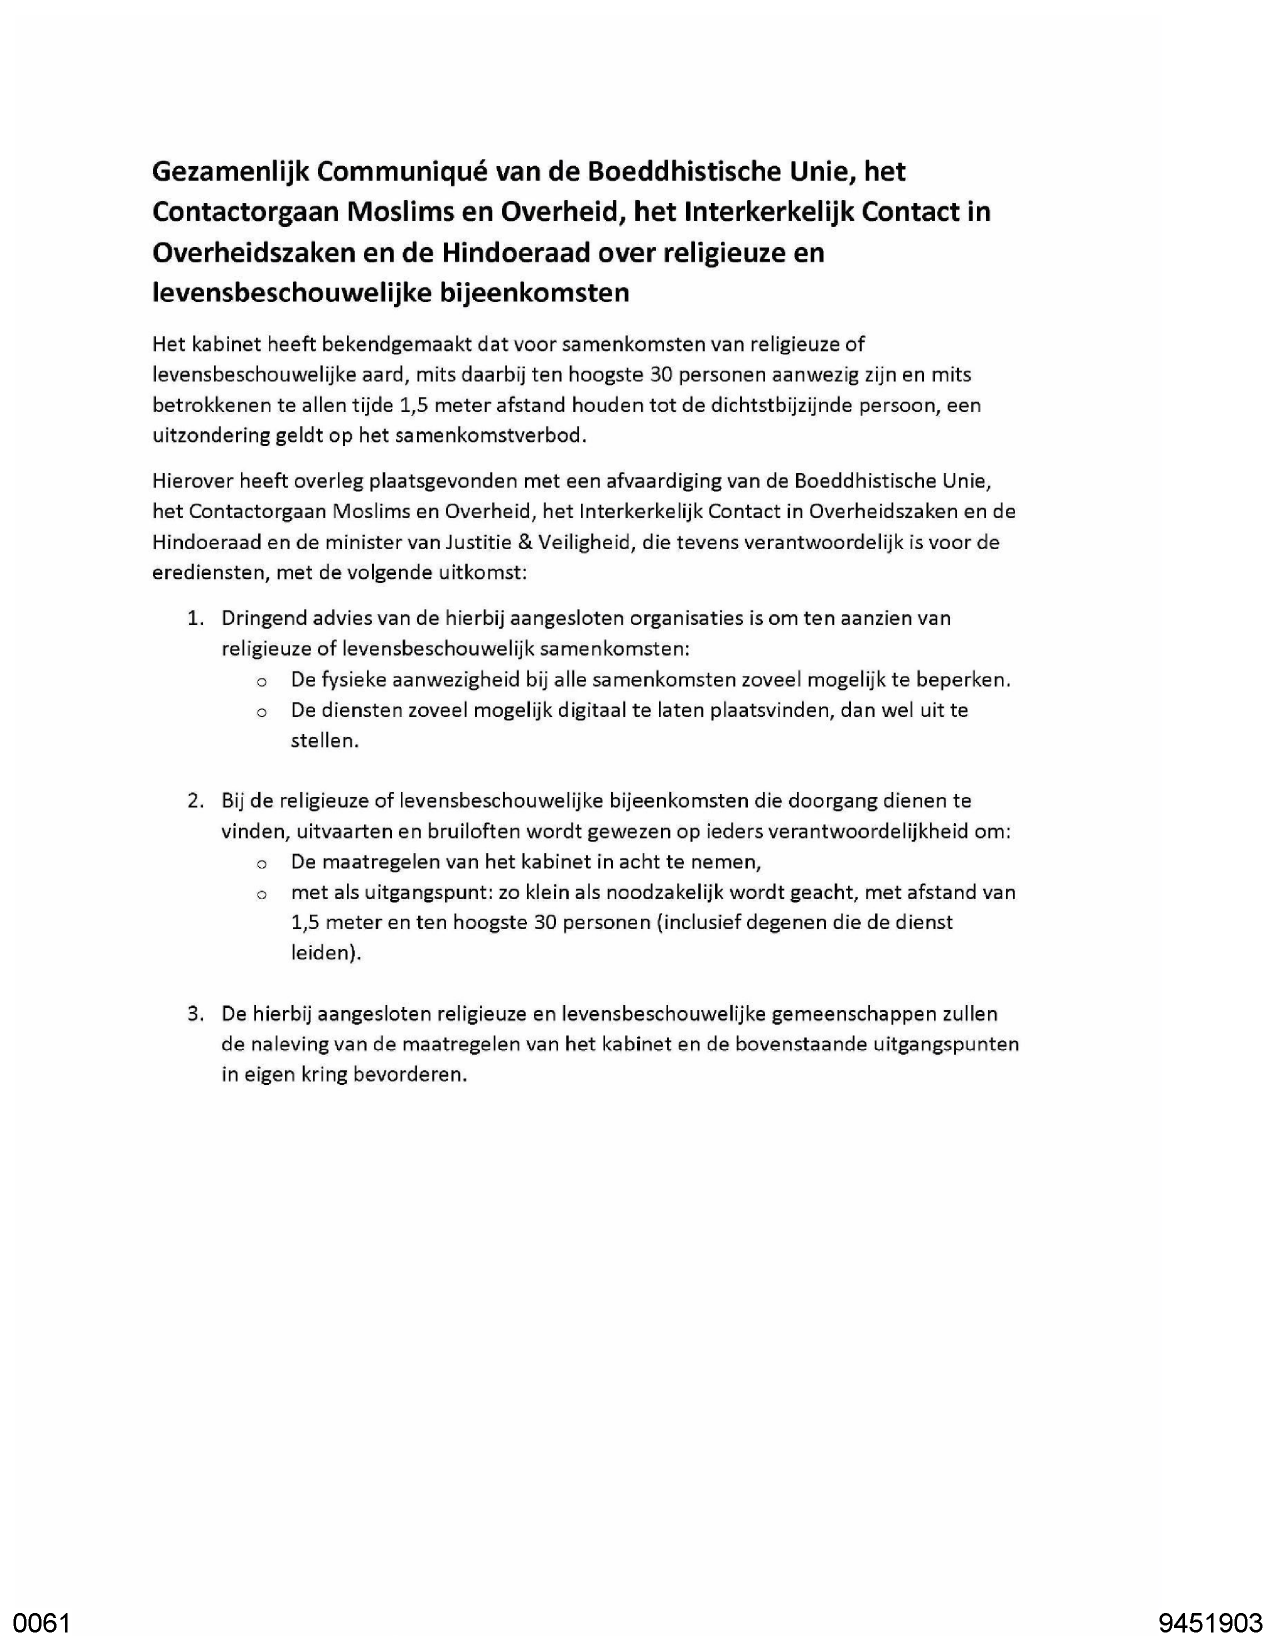 Gezamenlijk Communiqué van de Boeddhistische Unie, het
Contactorgaan Moslims en Overheid, het Interkerkelijk Contact in
Overheidszaken en de Hindoeraad over religieuze en
levensbeschouwelijke bijeenkomsten
Het kabinet heeft bekendgemaakt dat voor samenkomsten van religieuze of
levensbeschouwelijke aard, mits daarbij ten hoogste 30 personen aanwezig zijn en mits
betrokkenen te allen tijde 1,5 meter afstand houden tot de dichtstbijzijnde persoon, een
uitzondering geldt op het samenkomstverbod.
Hierover heeft overleg plaatsgevonden met een afvaardiging van de Boeddhistische Unie,
het Contactorgaan Moslims en Overheid, het Interkerkelijk Contact in Overheidszaken en de
Hindoeraad en de minister van Justitie & Veiligheid, die tevens verantwoordelijk is voor de
erediensten, met de volgende uitkomst:
1. Dringend advies van de hierbij aangesloten organisaties is om ten aanzien van
religieuze of levensbeschouwelijk samenkomsten:
o De fysieke aanwezigheid bij alle samenkomsten zoveel mogelijk te beperken.
o De diensten zoveel mogelijk digitaal te laten plaatsvinden, dan wel uit te
stellen.
2. Bij de religieuze of levensbeschouwelijke bijeenkomsten die doorgang dienen te
vinden, uitvaarten en bruiloften wordt gewezen op ieders verantwoordelijkheid om:
o De maatregelen van het kabinet in acht te nemen,
o met als uitgangspunt: zo klein als noodzakelijk wordt geacht, met afstand van
1,5 meter en ten hoogste 30 personen (inclusief degenen die de dienst
leiden).
3. De hierbij aangesloten religieuze en levensbeschouwelijke gemeenschappen zullen
de naleving van de maatregelen van het kabinet en de bovenstaande uitgangspunten
in eigen kring bevorderen.
0061
9451903